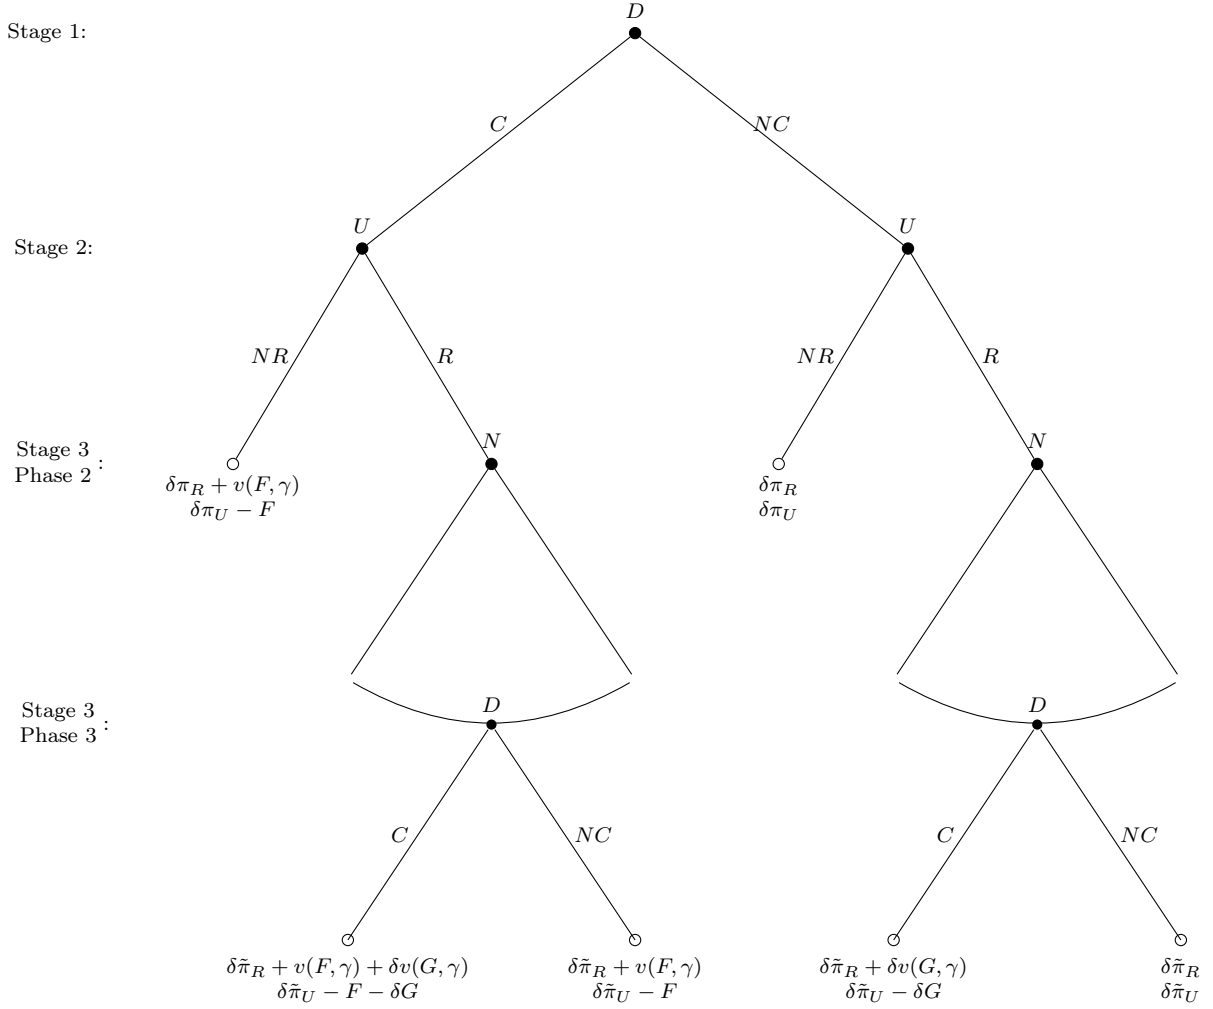 D
Stage 1:
C
NC
U
U
Stage 2:
NR
R
NR
R
N
N
Stage 3
Phase 2 :
δπ_R + v(F, γ)
δπ_U − F
δπ_R
δπ_U
D
D
Stage 3
Phase 3 :
C
NC
C
NC
δπ̃_R + v(F, γ) + δv(G, γ)
δπ̃_U − F − δG
δπ̃_R + v(F, γ)
δπ̃_U − F
δπ̃_R + δv(G, γ)
δπ̃_U − δG
δπ̃_R
δπ̃_U